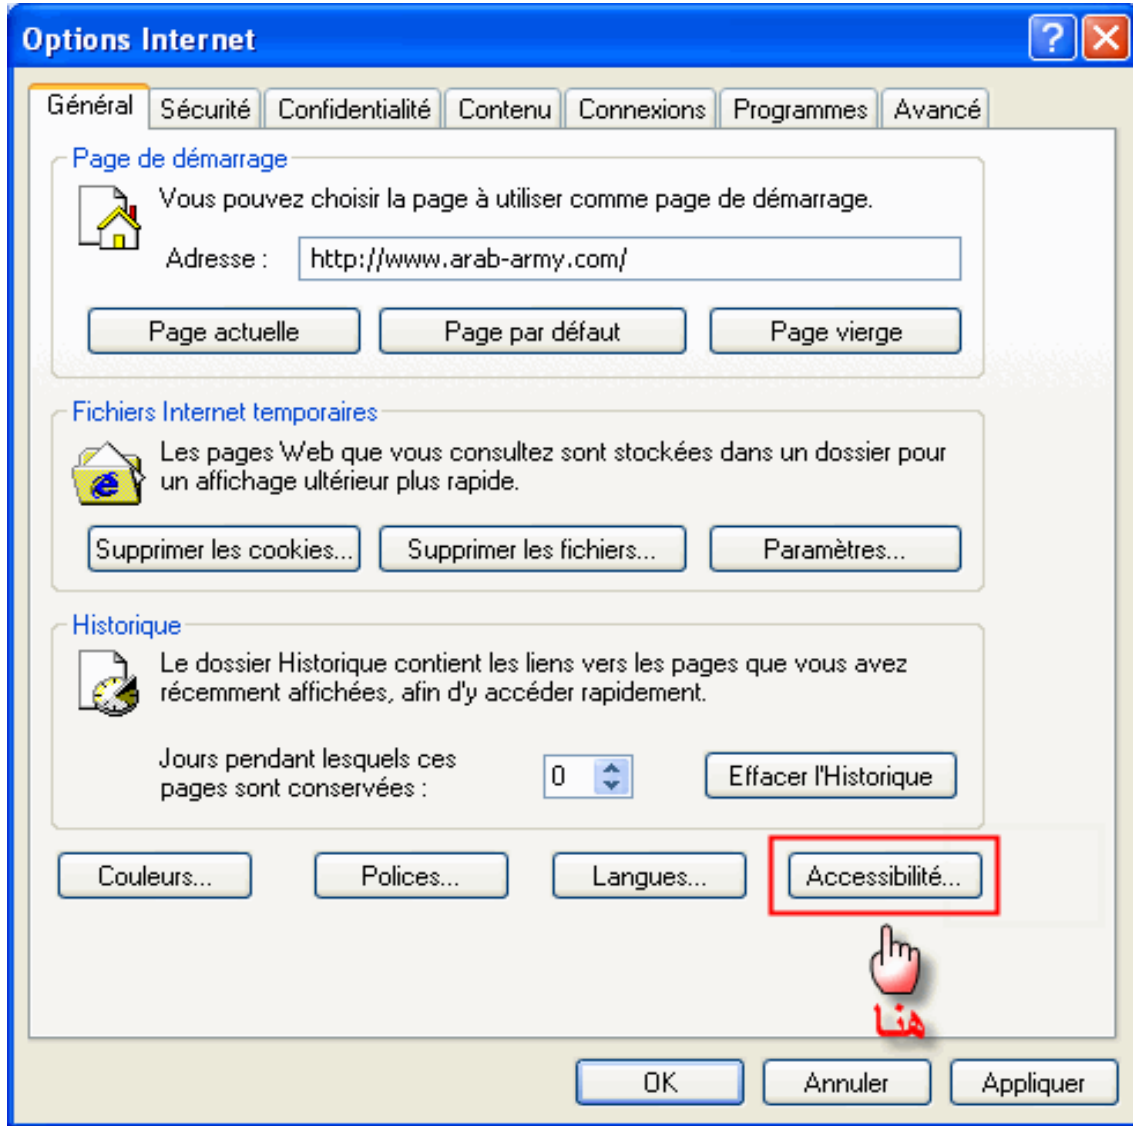 Options Internet
Général Sécurité Confidentialité Contenu Connexions Programmes Avancé
Page de démarrage
Vous pouvez choisir la page à utiliser comme page de démarrage.
Adresse : http://www.arab-army.com/
Page actuelle Page par défaut Page vierge
Fichiers Internet temporaires
Les pages Web que vous consultez sont stockées dans un dossier pour
un affichage ultérieur plus rapide.
Supprimer les cookies... Supprimer les fichiers... Paramètres...
Historique
Le dossier Historique contient les liens vers les pages que vous avez
récemment affichées, afin d'y accéder rapidement.
Jours pendant lesquels ces
pages sont conservées : 0 Effacer l'Historique
Couleurs... Polices... Langues... Accessibilité...
هنا
OK Annuler Appliquer